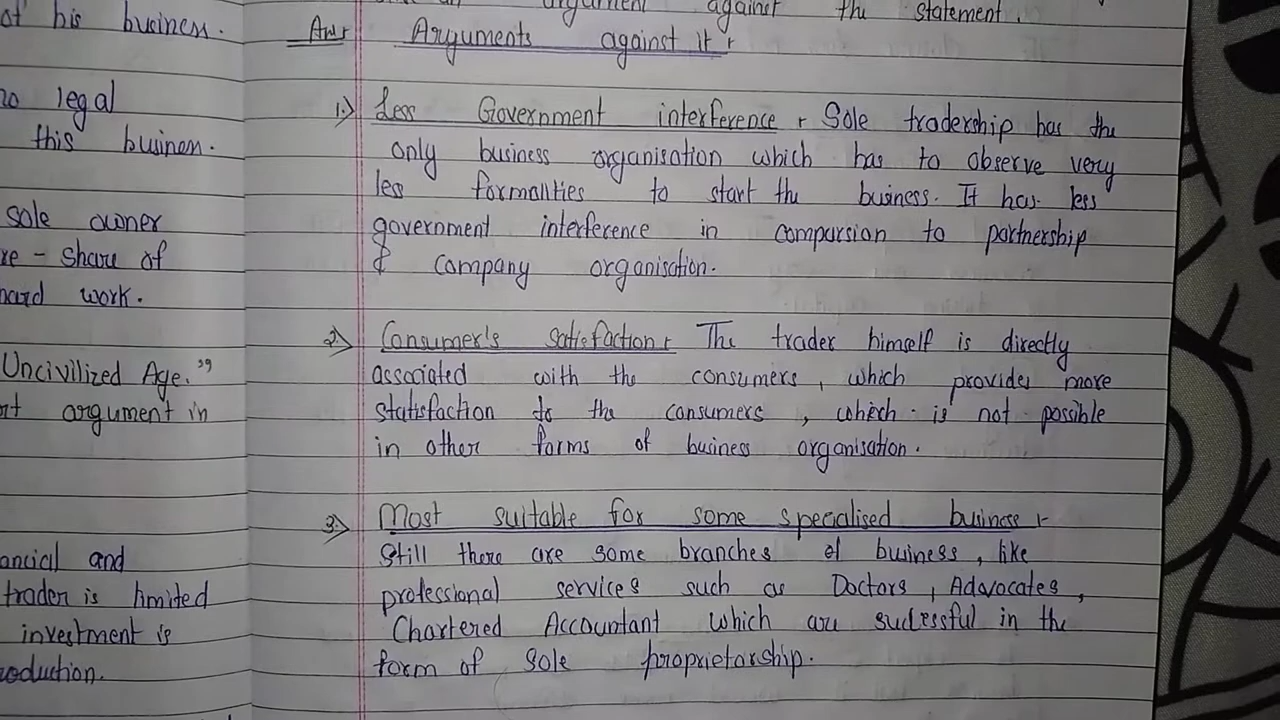 of his business.
no legal
this businen.
sole owner
re - share of
hard work.
Uncivilized Age."
argument in
ancial and
trader is limited
investment is
roduction.
argument against the statement.
Ans Arguments against it :-
1.> Less Government interference :- Sole tradership has the
only business organisation which has to observe very
less formalities to start the business. It has less
government interference in comparsion to partnership
& company organisation.
2.> Consumer's Satisfaction :- The trader himself is directly
associated with the consumers, which provides more
statisfaction to the consumers, which is not possible
in other forms of business organisation.
3.> Most suitable for some specialised business :-
Still there are some branches of business, like
professional services such as Doctors, Advocates,
Chartered Accountant which are successful in the
form of sole proprietorship.